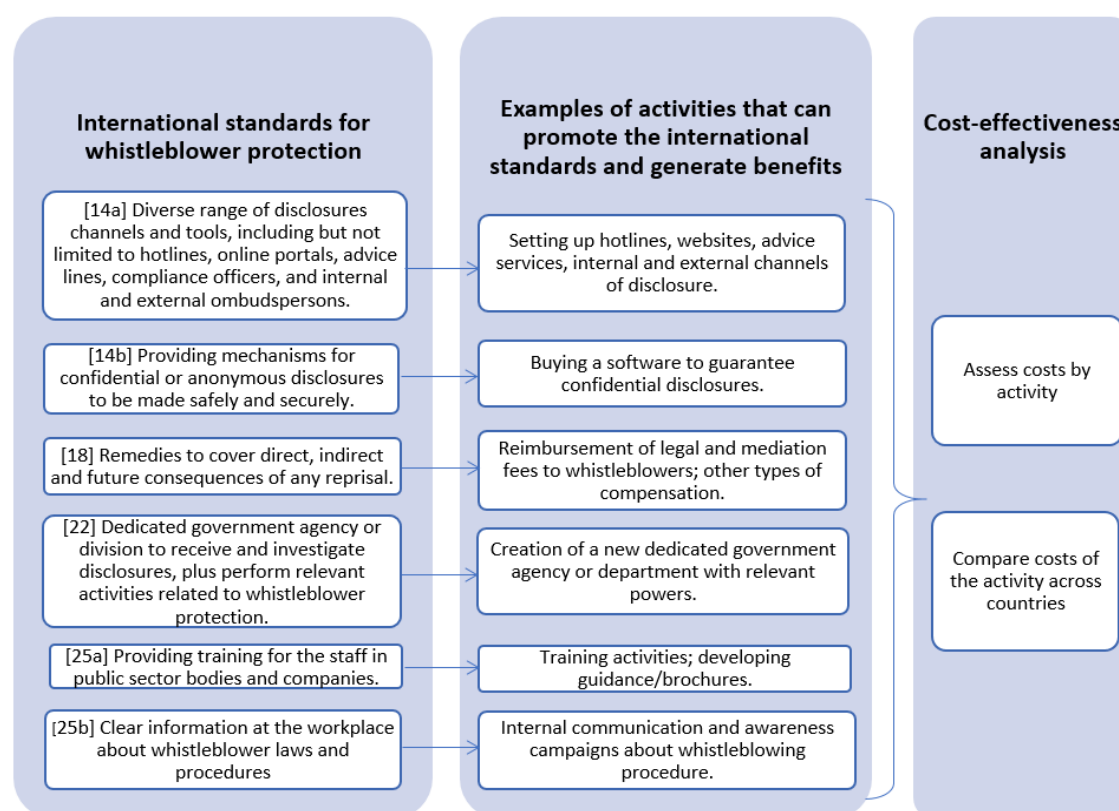 International standards for
whistleblower protection
[14a] Diverse range of disclosures
channels and tools, including but not
limited to hotlines, online portals, advice
lines, compliance officers, and internal
and external ombudspersons.
[14b] Providing mechanisms for
confidential or anonymous disclosures
to be made safely and securely.
[18] Remedies to cover direct, indirect
and future consequences of any reprisal.
[22] Dedicated government agency or
division to receive and investigate
disclosures, plus perform relevant
activities related to whistleblower
protection.
[25a] Providing training for the staff in
public sector bodies and companies.
[25b] Clear information at the workplace
about whistleblower laws and
procedures
Examples of activities that can
promote the international
standards and generate benefits
Setting up hotlines, websites, advice
services, internal and external channels
of disclosure.
Buying a software to guarantee
confidential disclosures.
Reimbursement of legal and mediation
fees to whistleblowers; other types of
compensation.
Creation of a new dedicated government
agency or department with relevant
powers.
Training activities; developing
guidance/brochures.
Internal communication and awareness
campaigns about whistleblowing
procedure.
Cost-effectiveness
analysis
Assess costs by
activity
Compare costs of
the activity across
countries